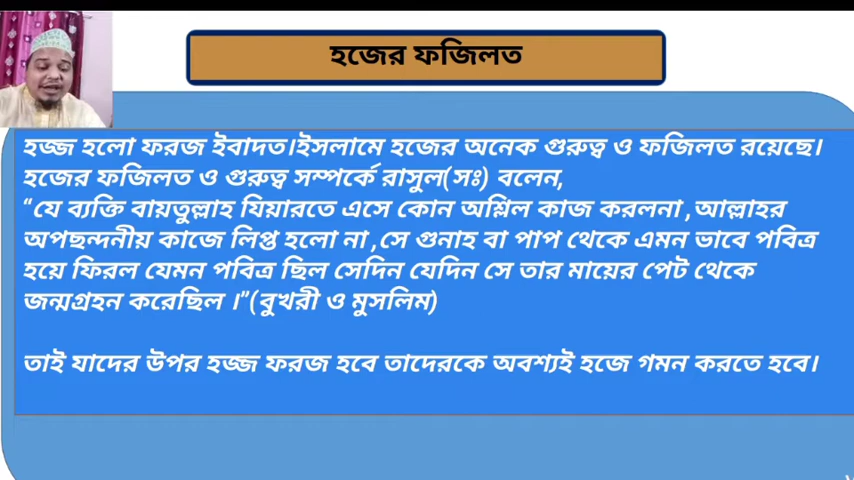 হজের ফজিলত
হজ্জ হলো ফরজ ইবাদত।ইসলামে হজের অনেক গুরুত্ব ও ফজিলত রয়েছে।
হজের ফজিলত ও গুরুত্ব সম্পর্কে রাসুল(সঃ) বলেন,
“যে ব্যক্তি বায়তুল্লাহ যিয়ারতে এসে কোন অশ্লিল কাজ করলনা ,আল্লাহর
অপছন্দনীয় কাজে লিপ্ত হলো না ,সে গুনাহ বা পাপ থেকে এমন ভাবে পবিত্র
হয়ে ফিরল যেমন পবিত্র ছিল সেদিন যেদিন সে তার মায়ের পেট থেকে
জন্মগ্রহন করেছিল ।”(বুখরী ও মুসলিম)
তাই যাদের উপর হজ্জ ফরজ হবে তাদেরকে অবশ্যই হজে গমন করতে হবে।